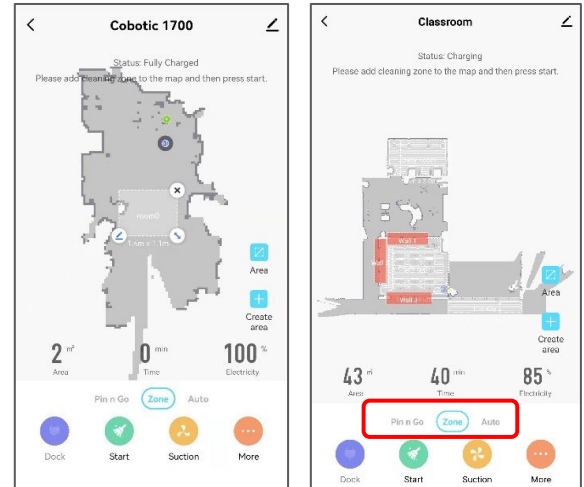 Cobotic 1700
Status: Fully Charged
Please add cleaning zone to the map and then press start.
room0
1.6m x 1.1m
Area
Create
area
2 m²
0 min
100 %
Area
Time
Electricity
Pin n Go
Zone
Auto
Dock
Start
Suction
More
Classroom
Status: Charging
Please add cleaning zone to the map and then press start.
Wall 1
Wall
Wall
Area
Create
area
43 m²
40 min
85 %
Area
Time
Electricity
Pin n Go
Zone
Auto
Dock
Start
Suction
More